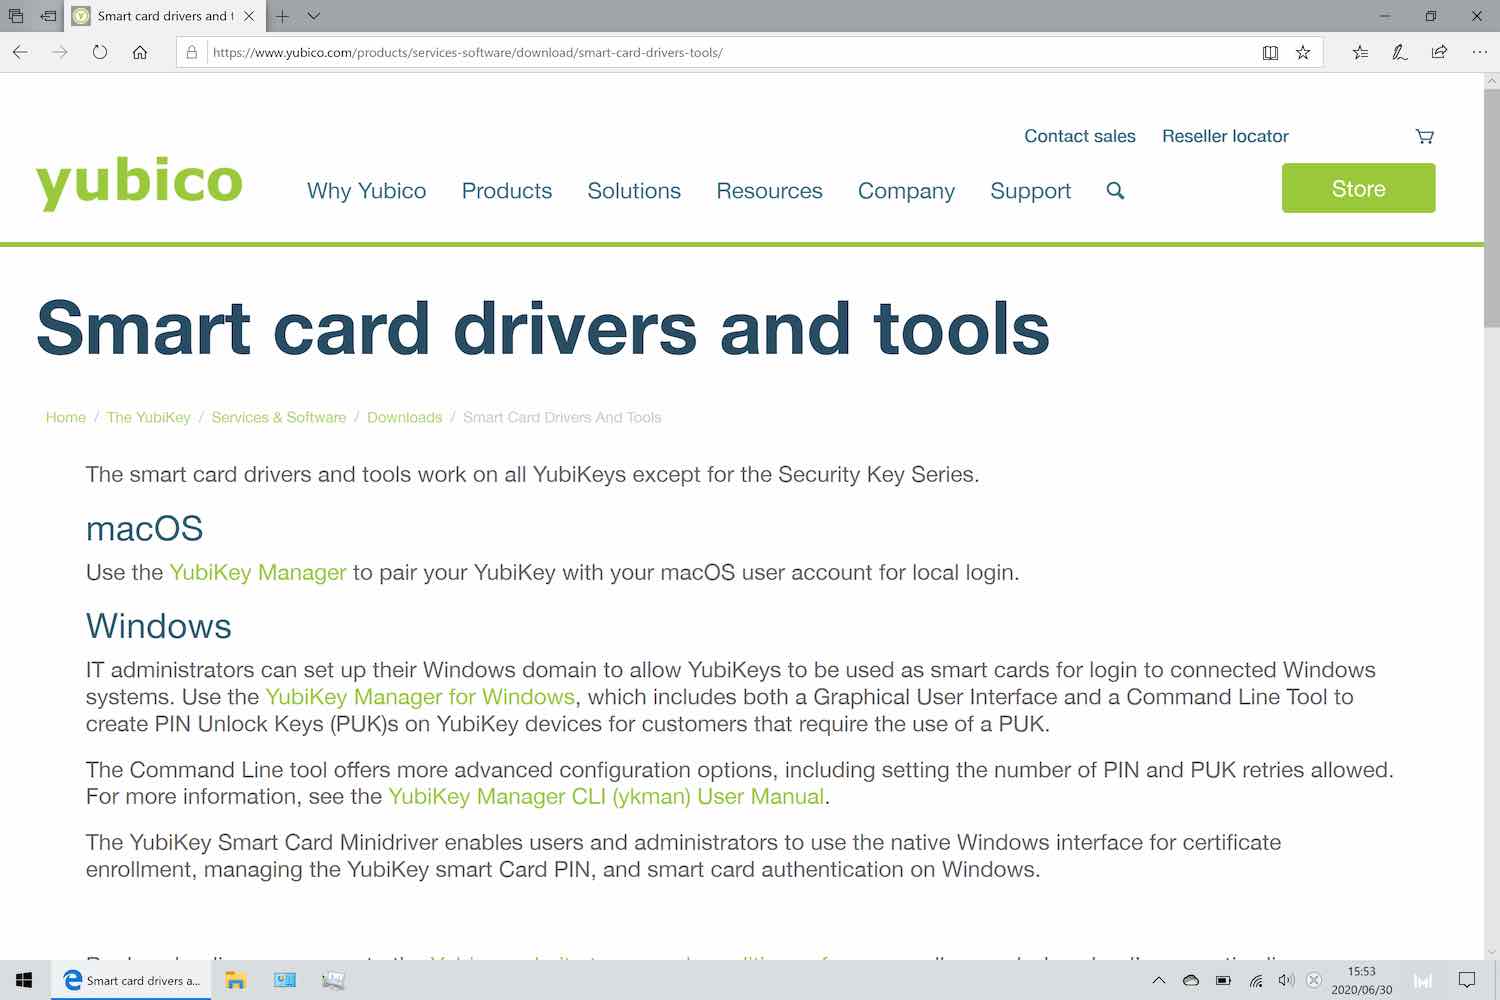 Smart card drivers and t
https://www.yubico.com/products/services-software/download/smart-card-drivers-tools/
Contact sales Reseller locator
yubico
Why Yubico Products Solutions Resources Company Support
Store
Smart card drivers and tools
Home / The YubiKey / Services & Software / Downloads / Smart Card Drivers And Tools
The smart card drivers and tools work on all YubiKeys except for the Security Key Series.
macOS
Use the YubiKey Manager to pair your YubiKey with your macOS user account for local login.
Windows
IT administrators can set up their Windows domain to allow YubiKeys to be used as smart cards for login to connected Windows
systems. Use the YubiKey Manager for Windows, which includes both a Graphical User Interface and a Command Line Tool to
create PIN Unlock Keys (PUK)s on YubiKey devices for customers that require the use of a PUK.
The Command Line tool offers more advanced configuration options, including setting the number of PIN and PUK retries allowed.
For more information, see the YubiKey Manager CLI (ykman) User Manual.
The YubiKey Smart Card Minidriver enables users and administrators to use the native Windows interface for certificate
enrollment, managing the YubiKey smart Card PIN, and smart card authentication on Windows.
Smart card drivers a...
15:53
2020/06/30